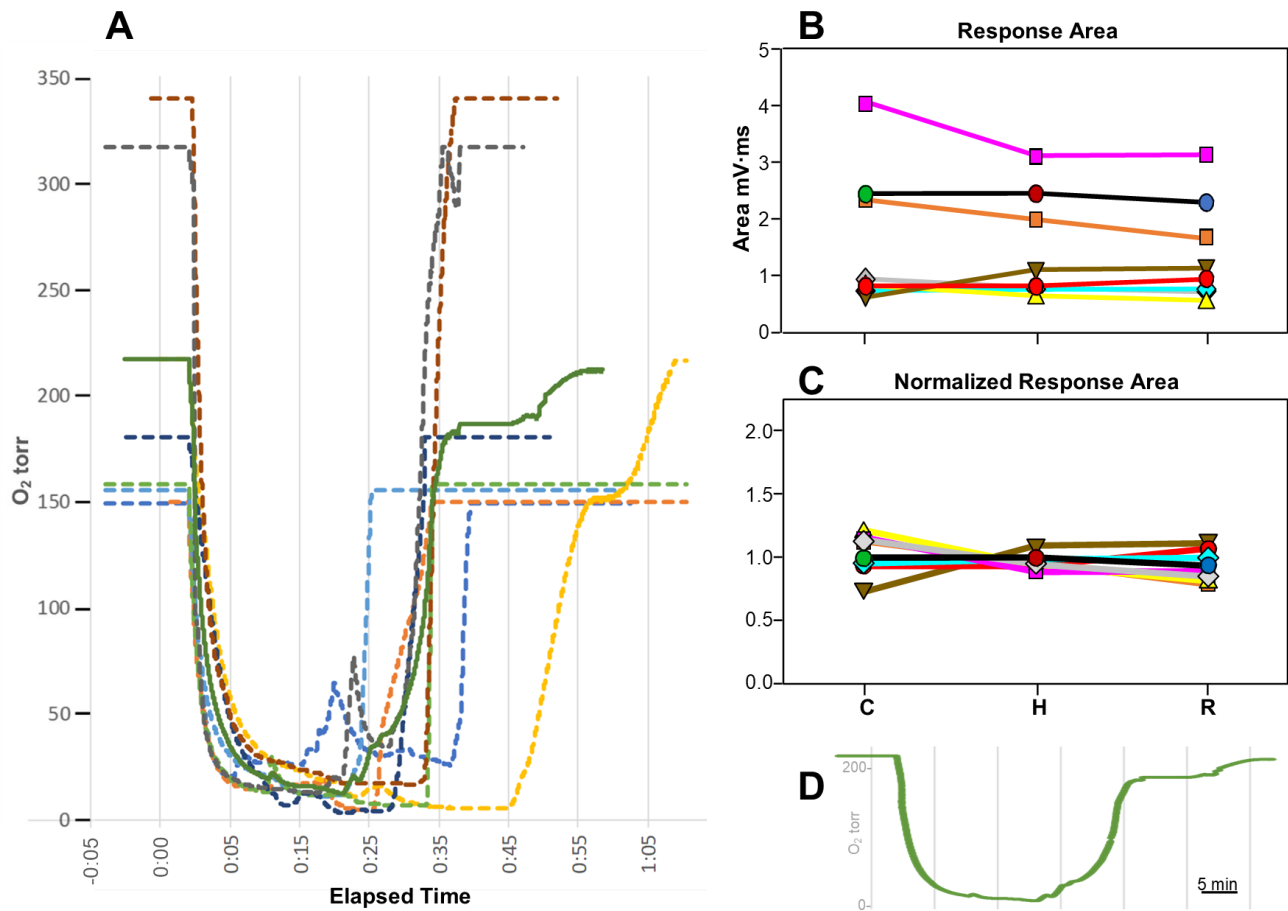 A
O₂ torr
350
300
250
200
150
100
50
0
-0:05
0:00
0:05
0:15
0:25
0:35
0:45
0:55
1:05
Elapsed Time
B
Response Area
Area mV·ms
5
4
3
2
1
0
C
Normalized Response Area
2.0
1.5
1.0
0.5
0.0
C H R
D
O₂ torr
200
0
5 min